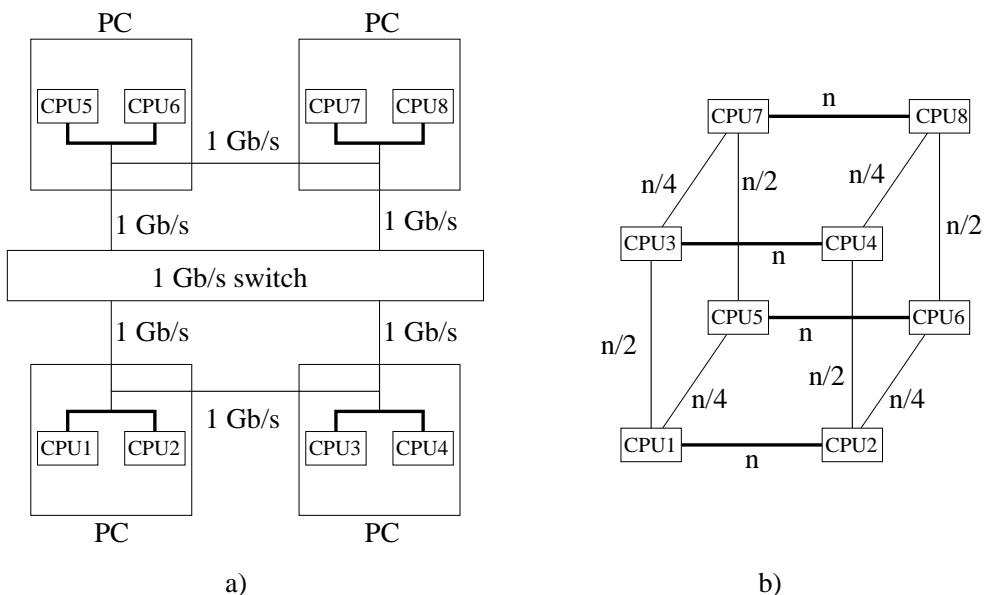 PC
PC
CPU5
CPU6
CPU7
CPU8
1 Gb/s
1 Gb/s
1 Gb/s
1 Gb/s switch
1 Gb/s
1 Gb/s
1 Gb/s
CPU1
CPU2
CPU3
CPU4
PC
PC
a)
n
CPU7
CPU8
n/4
n/2
n/4
n/2
CPU3
CPU4
n
CPU5
CPU6
n
n/2
n/2
n/4
n/4
CPU1
CPU2
n
b)